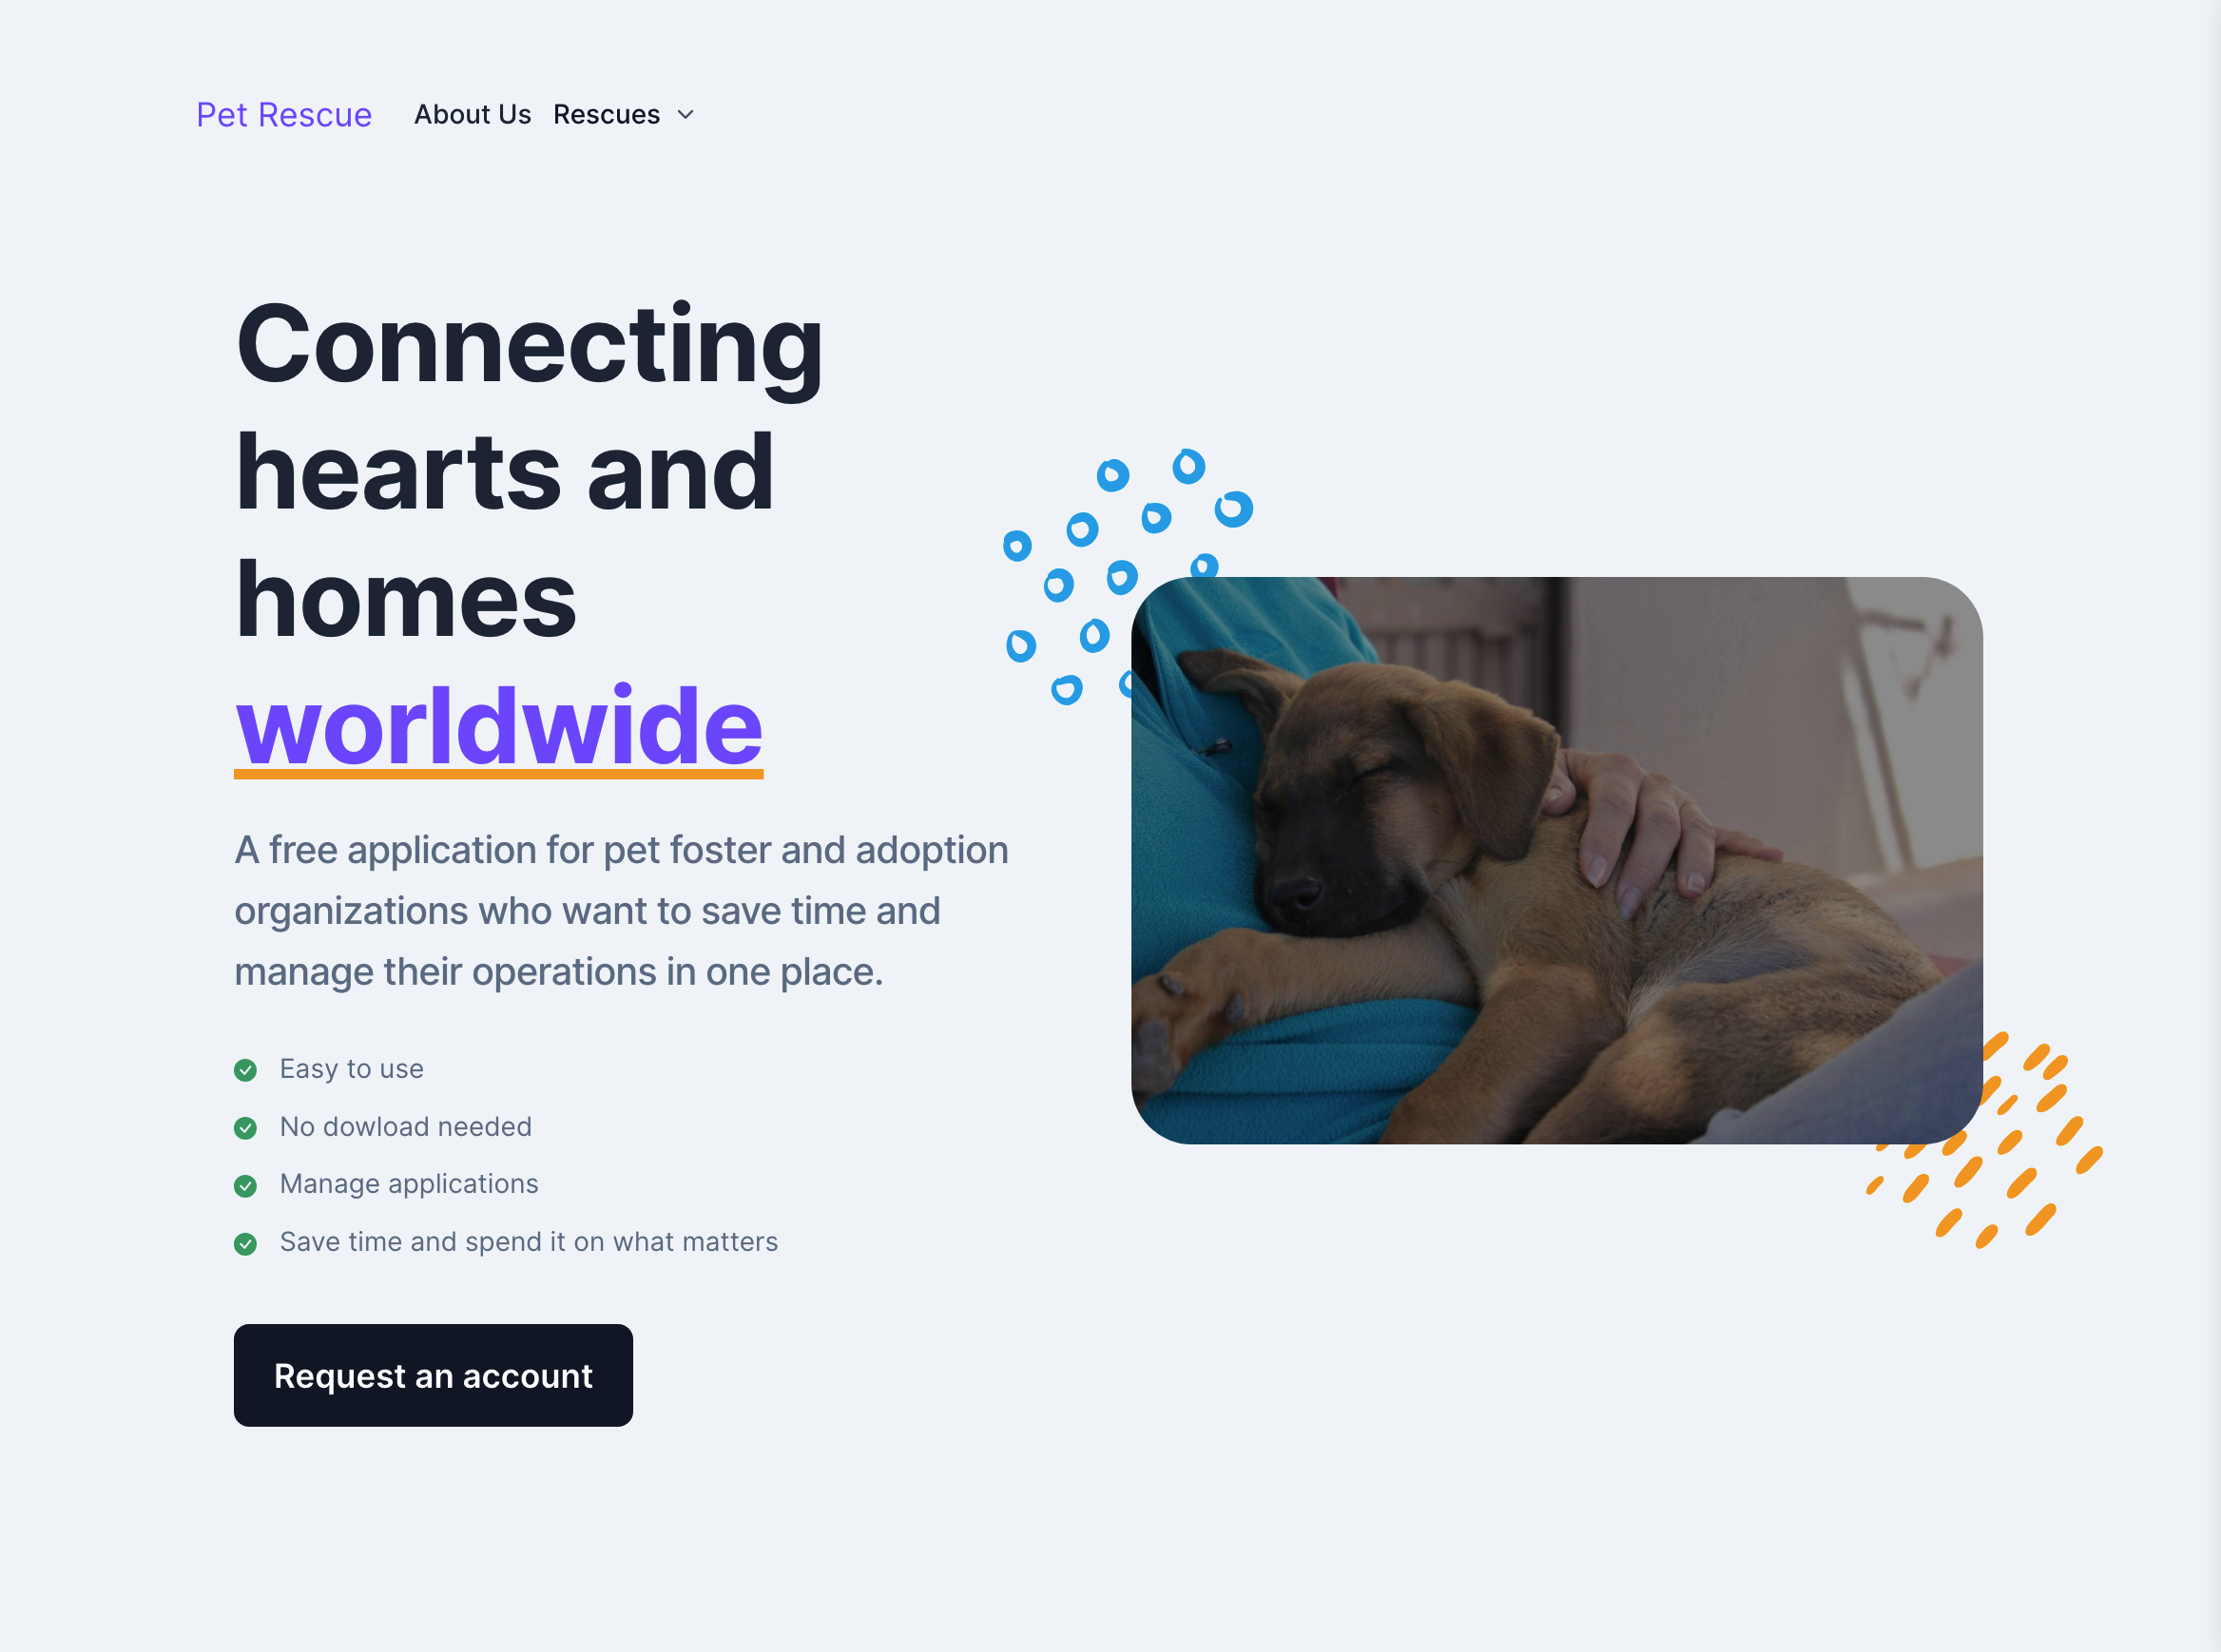 Pet Rescue About Us Rescues
Connecting
hearts and
homes
worldwide
A free application for pet foster and adoption
organizations who want to save time and
manage their operations in one place.
Easy to use
No dowload needed
Manage applications
Save time and spend it on what matters
Request an account